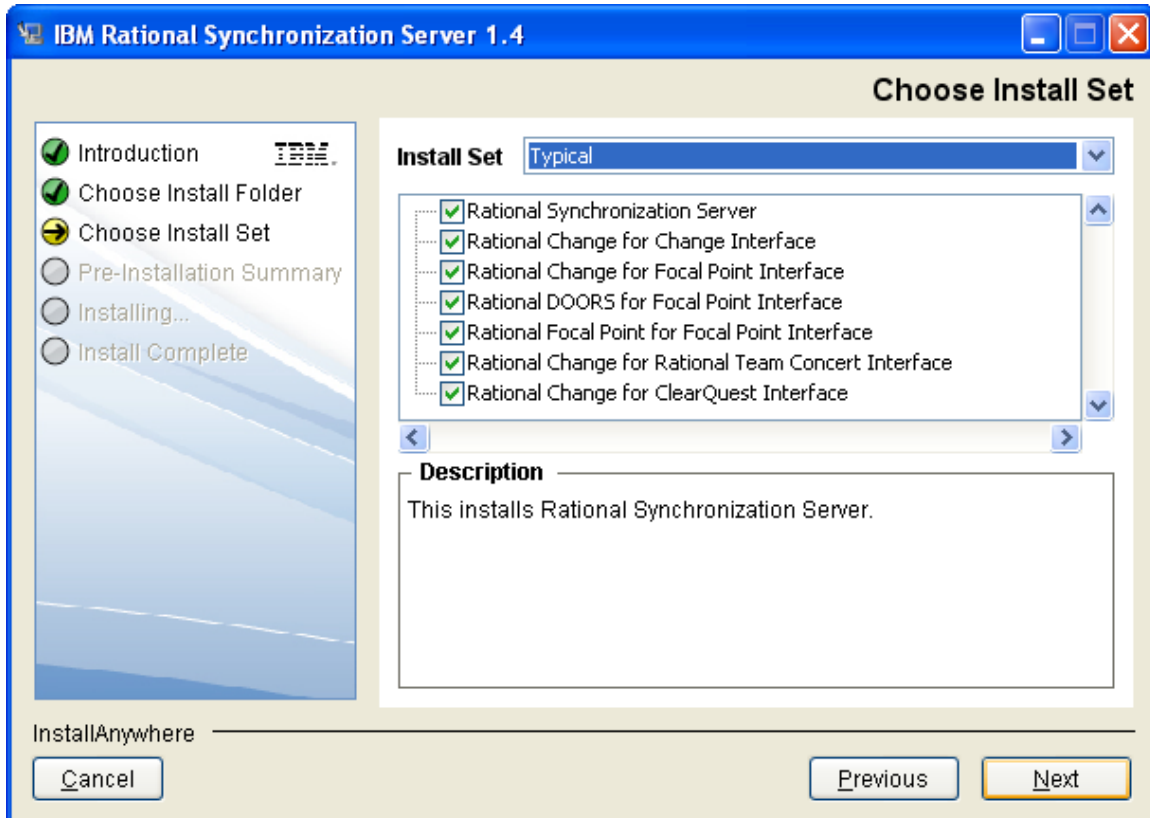 IBM Rational Synchronization Server 1.4
Choose Install Set
Introduction
IBM.
Choose Install Folder
Choose Install Set
Pre-Installation Summary
Installing...
Install Complete
Install Set
Typical
Rational Synchronization Server
Rational Change for Change Interface
Rational Change for Focal Point Interface
Rational DOORS for Focal Point Interface
Rational Focal Point for Focal Point Interface
Rational Change for Rational Team Concert Interface
Rational Change for ClearQuest Interface
Description
This installs Rational Synchronization Server.
InstallAnywhere
Cancel
Previous
Next